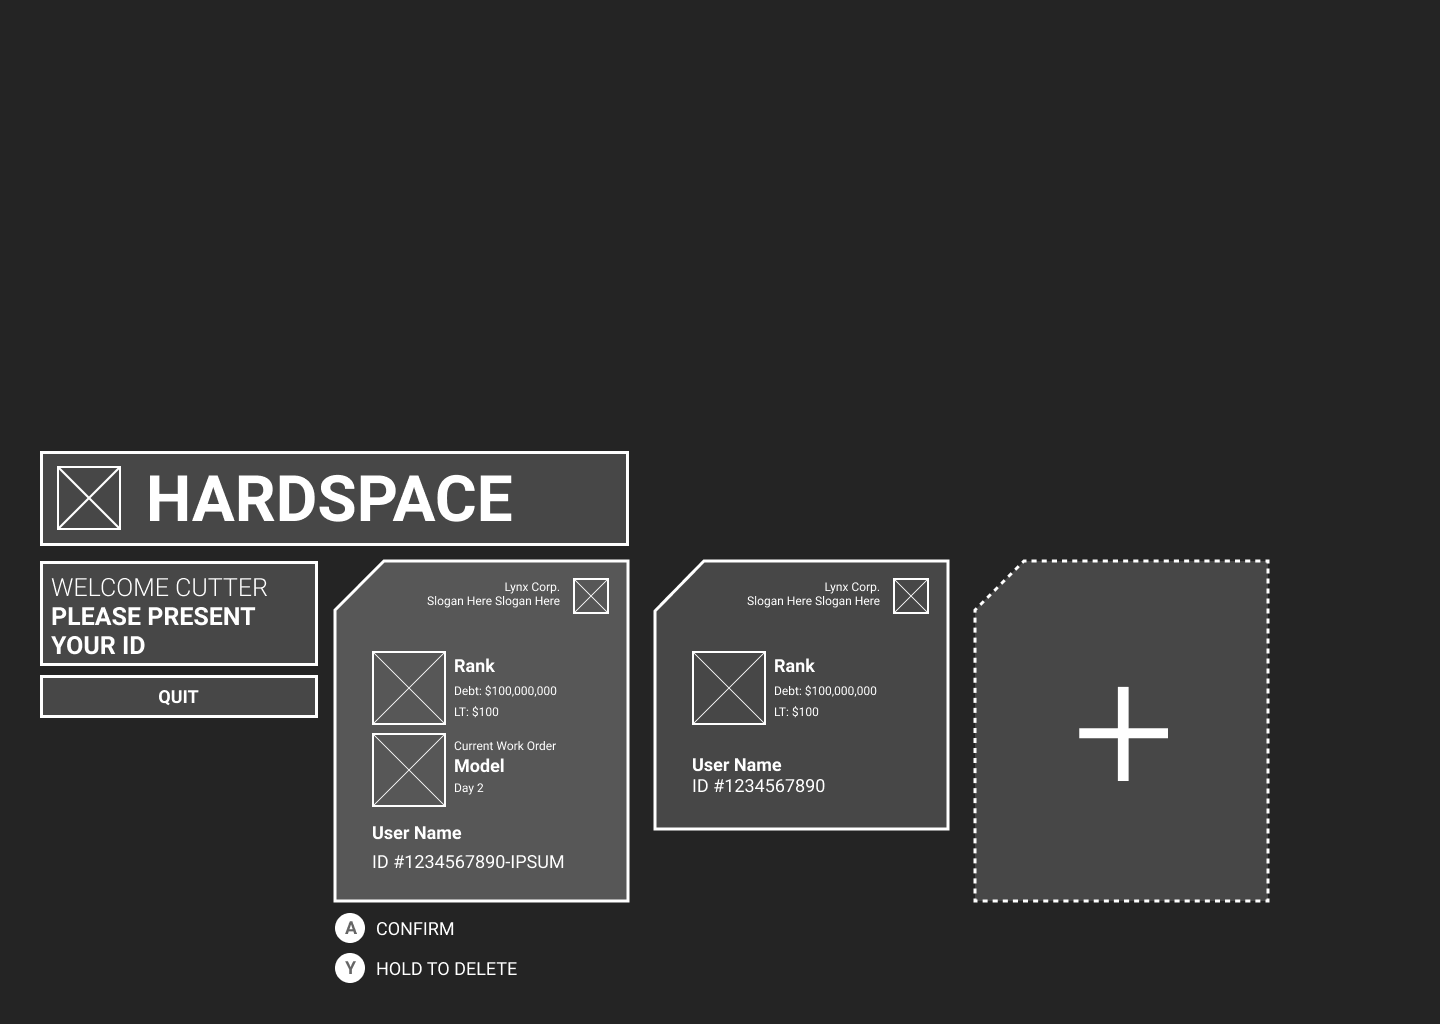 HARDSPACE
WELCOME CUTTER
PLEASE PRESENT
YOUR ID
QUIT
Lynx Corp.
Slogan Here Slogan Here
Rank
Debt: $100,000,000
LT: $100
Current Work Order
Model
Day 2
User Name
ID #1234567890-IPSUM
A CONFIRM
Y HOLD TO DELETE
Lynx Corp.
Slogan Here Slogan Here
Rank
Debt: $100,000,000
LT: $100
User Name
ID #1234567890